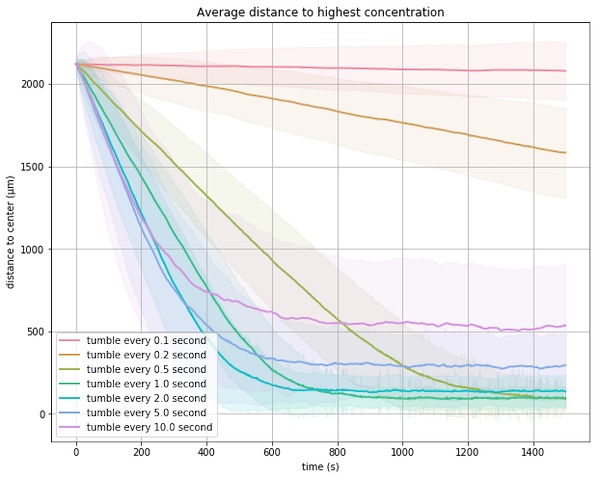 Average distance to highest concentration
distance to center (μm)
2000
1500
1000
500
0
tumble every 0.1 second
tumble every 0.2 second
tumble every 0.5 second
tumble every 1.0 second
tumble every 2.0 second
tumble every 5.0 second
tumble every 10.0 second
0 200 400 600 800 1000 1200 1400
time (s)